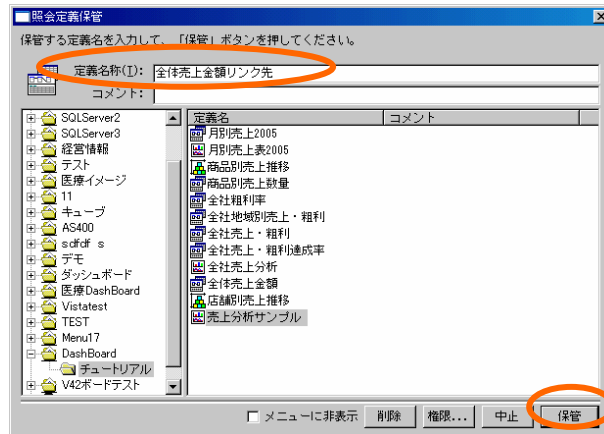 照会定義保管
保管する定義名を入力して、「保管」ボタンを押してください。
定義名称(I): 全体売上金額リンク先
コメント:
SQLServer2
SQLServer3
経営情報
テスト
医療イメージ
11
キューブ
AS400
sdfdf s
デモ
ダッシュボード
医療DashBoard
Vistatest
TEST
Menu17
DashBoard
チュートリアル
V42ボードテスト
定義名 コメント
月別売上2005
月別売上表2005
商品別売上推移
商品別売上数量
全社粗利率
全社地域別売上・粗利
全社売上・粗利
全社売上・粗利達成率
全社売上分析
全体売上金額
店舗別売上推移
売上分析サンプル
メニューに非表示 削除 権限... 中止 保管